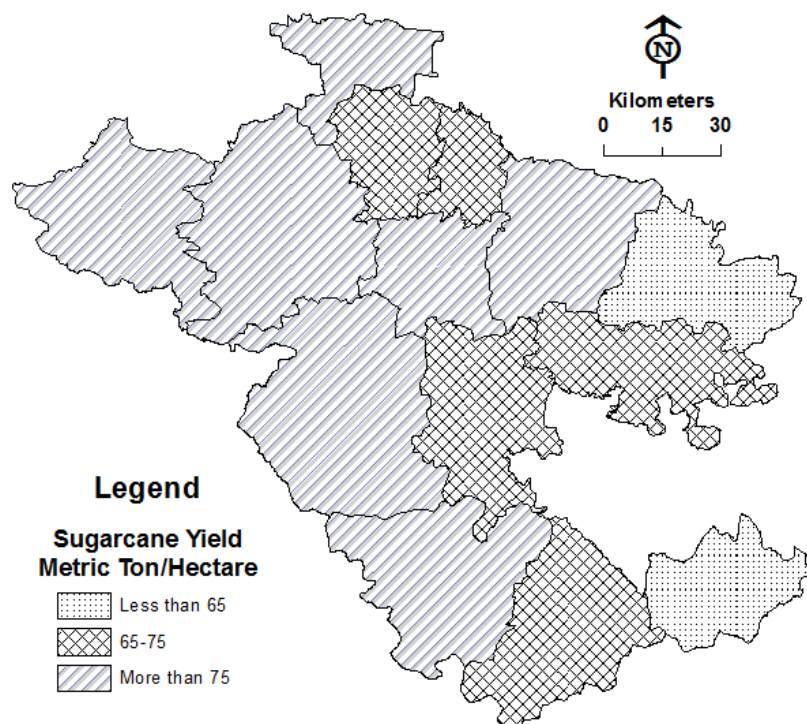 N
Kilometers
0 15 30
Legend
Sugarcane Yield
Metric Ton/Hectare
Less than 65
65-75
More than 75